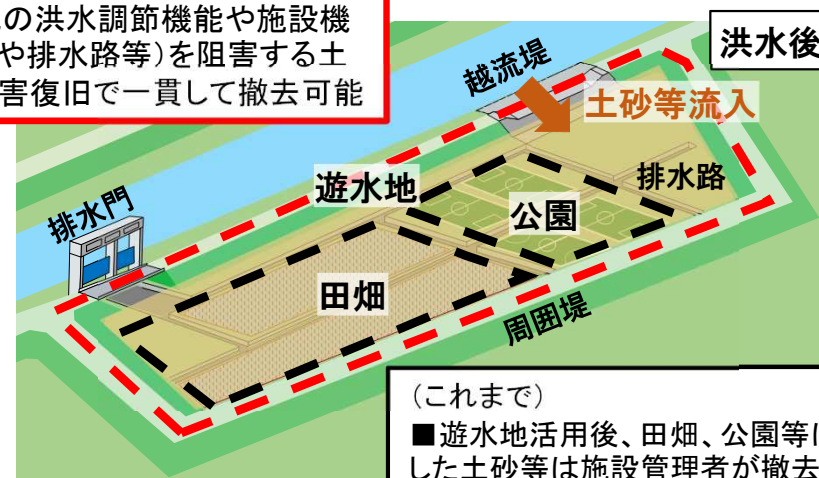 の洪水調節機能や施設機
や排水路等)を阻害する土
害復旧で一貫して撤去可能
洪水後
越流堤
土砂等流入
排水路
遊水地
公園
排水門
田畑
周囲堤
(これまで)
■遊水地活用後、田畑、公園等に
した土砂等は施設管理者が撤去